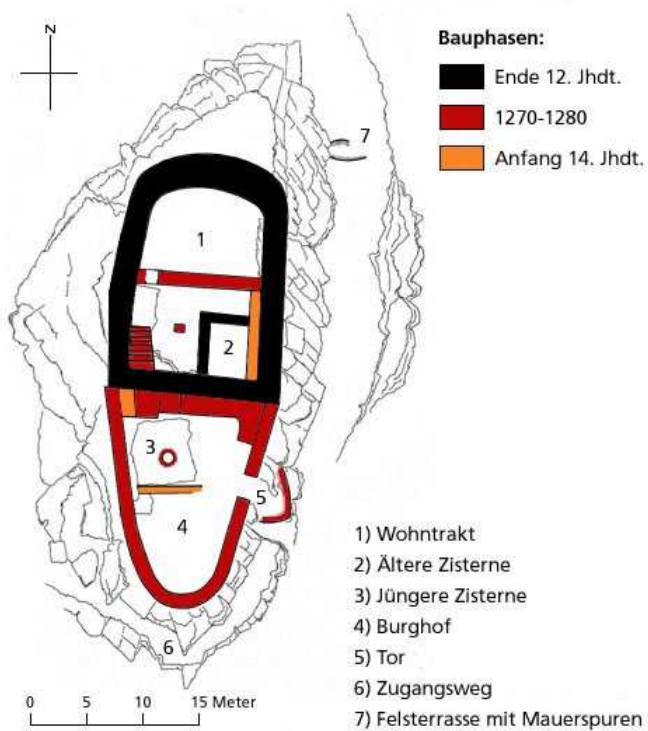 N
Bauphasen:
Ende 12. Jhdt.
1270-1280
Anfang 14. Jhdt.
7
1
2
3
4
5
6
1) Wohntrakt
2) Ältere Zisterne
3) Jüngere Zisterne
4) Burghof
5) Tor
6) Zugangsweg
7) Felsterrasse mit Mauerspuren
0 5 10 15 Meter